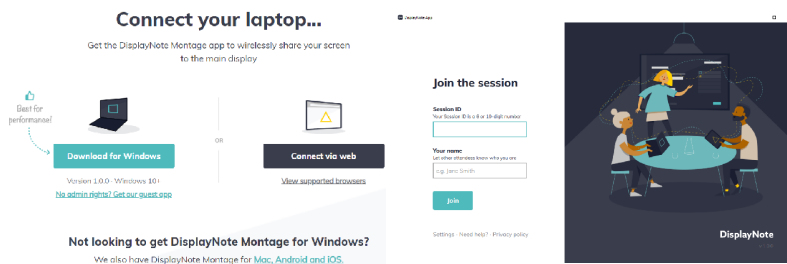 Connect your laptop...
Get the DisplayNote Montage app to wirelessly share your screen
to the main display
Best for
performance!
Download for Windows
Version 1.0.0 · Windows 10+
No admin rights? Get our guest app
OR
Connect via web
View supported browsers
Not looking to get DisplayNote Montage for Windows?
We also have DisplayNote Montage for Mac, Android and iOS.
DisplayNote App
Join the session
Session ID
Your Session ID is a 8 or 10-digit number
Your name
Let other attendees know who you are
e.g. Jane Smith
Join
Settings · Need help? · Privacy policy
DisplayNote